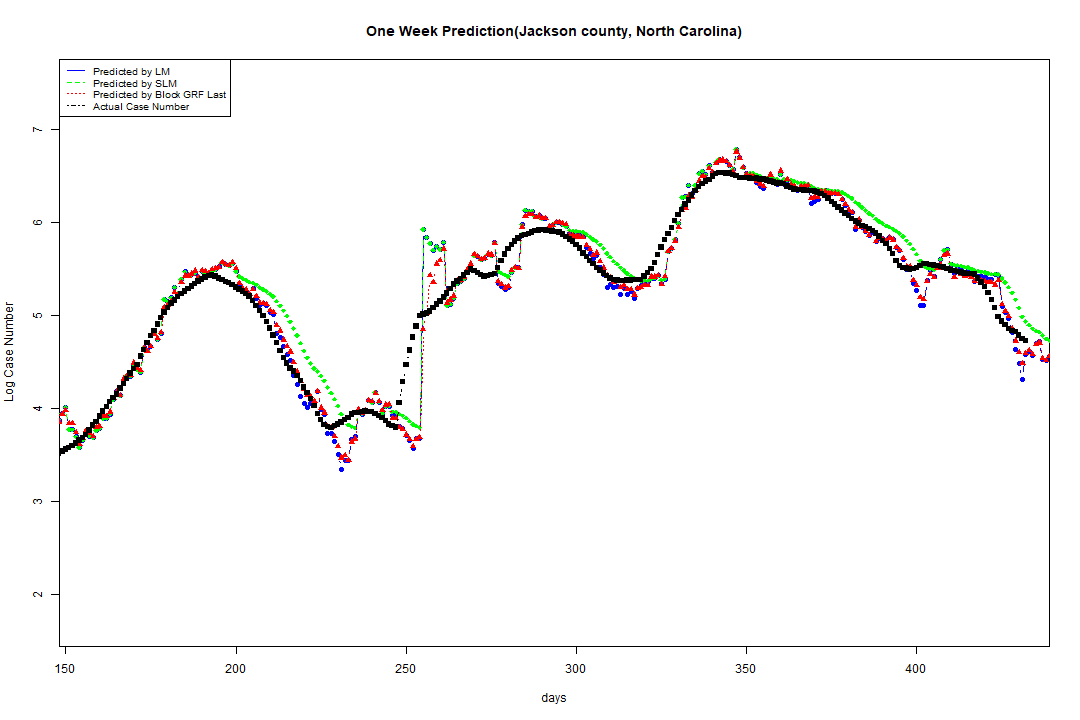 One Week Prediction(Jackson county, North Carolina)
Predicted by LM
Predicted by SLM
Predicted by Block GRF Last
Actual Case Number
7
6
5
4
3
2
Log Case Number
150 200 250 300 350 400
days